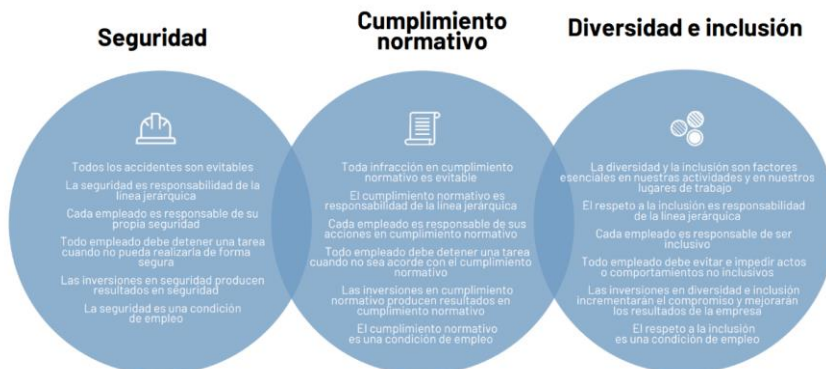 Seguridad
Cumplimiento
normativo
Diversidad e inclusión
Todos los accidentes son evitables
La seguridad es responsabilidad de la
línea jerárquica
Cada empleado es responsable de su
propia seguridad
Todo empleado debe detener una tarea
cuando no pueda realizarla de forma
segura
Las inversiones en seguridad producen
resultados en seguridad
La seguridad es una condición
de empleo
Toda infracción en cumplimiento
normativo es evitable
El cumplimiento normativo es
responsabilidad de la línea jerárquica
Cada empleado es responsable de sus
acciones en cumplimiento normativo
Todo empleado debe detener una tarea
cuando no sea acorde con el cumplimiento
normativo
Las inversiones en cumplimiento
normativo producen resultados en
cumplimiento normativo
El cumplimiento normativo
es una condición de empleo
La diversidad y la inclusión son factores
esenciales en nuestras actividades y en nuestros
lugares de trabajo
El respeto a la inclusión es responsabilidad
de la línea jerárquica
Cada empleado es responsable de ser
inclusivo
Todo empleado debe evitar e impedir actos
o comportamientos no inclusivos
Las inversiones en diversidad e inclusión
incrementarán el compromiso y mejorarán
los resultados de la empresa
El respeto a la inclusión
es una condición de empleo